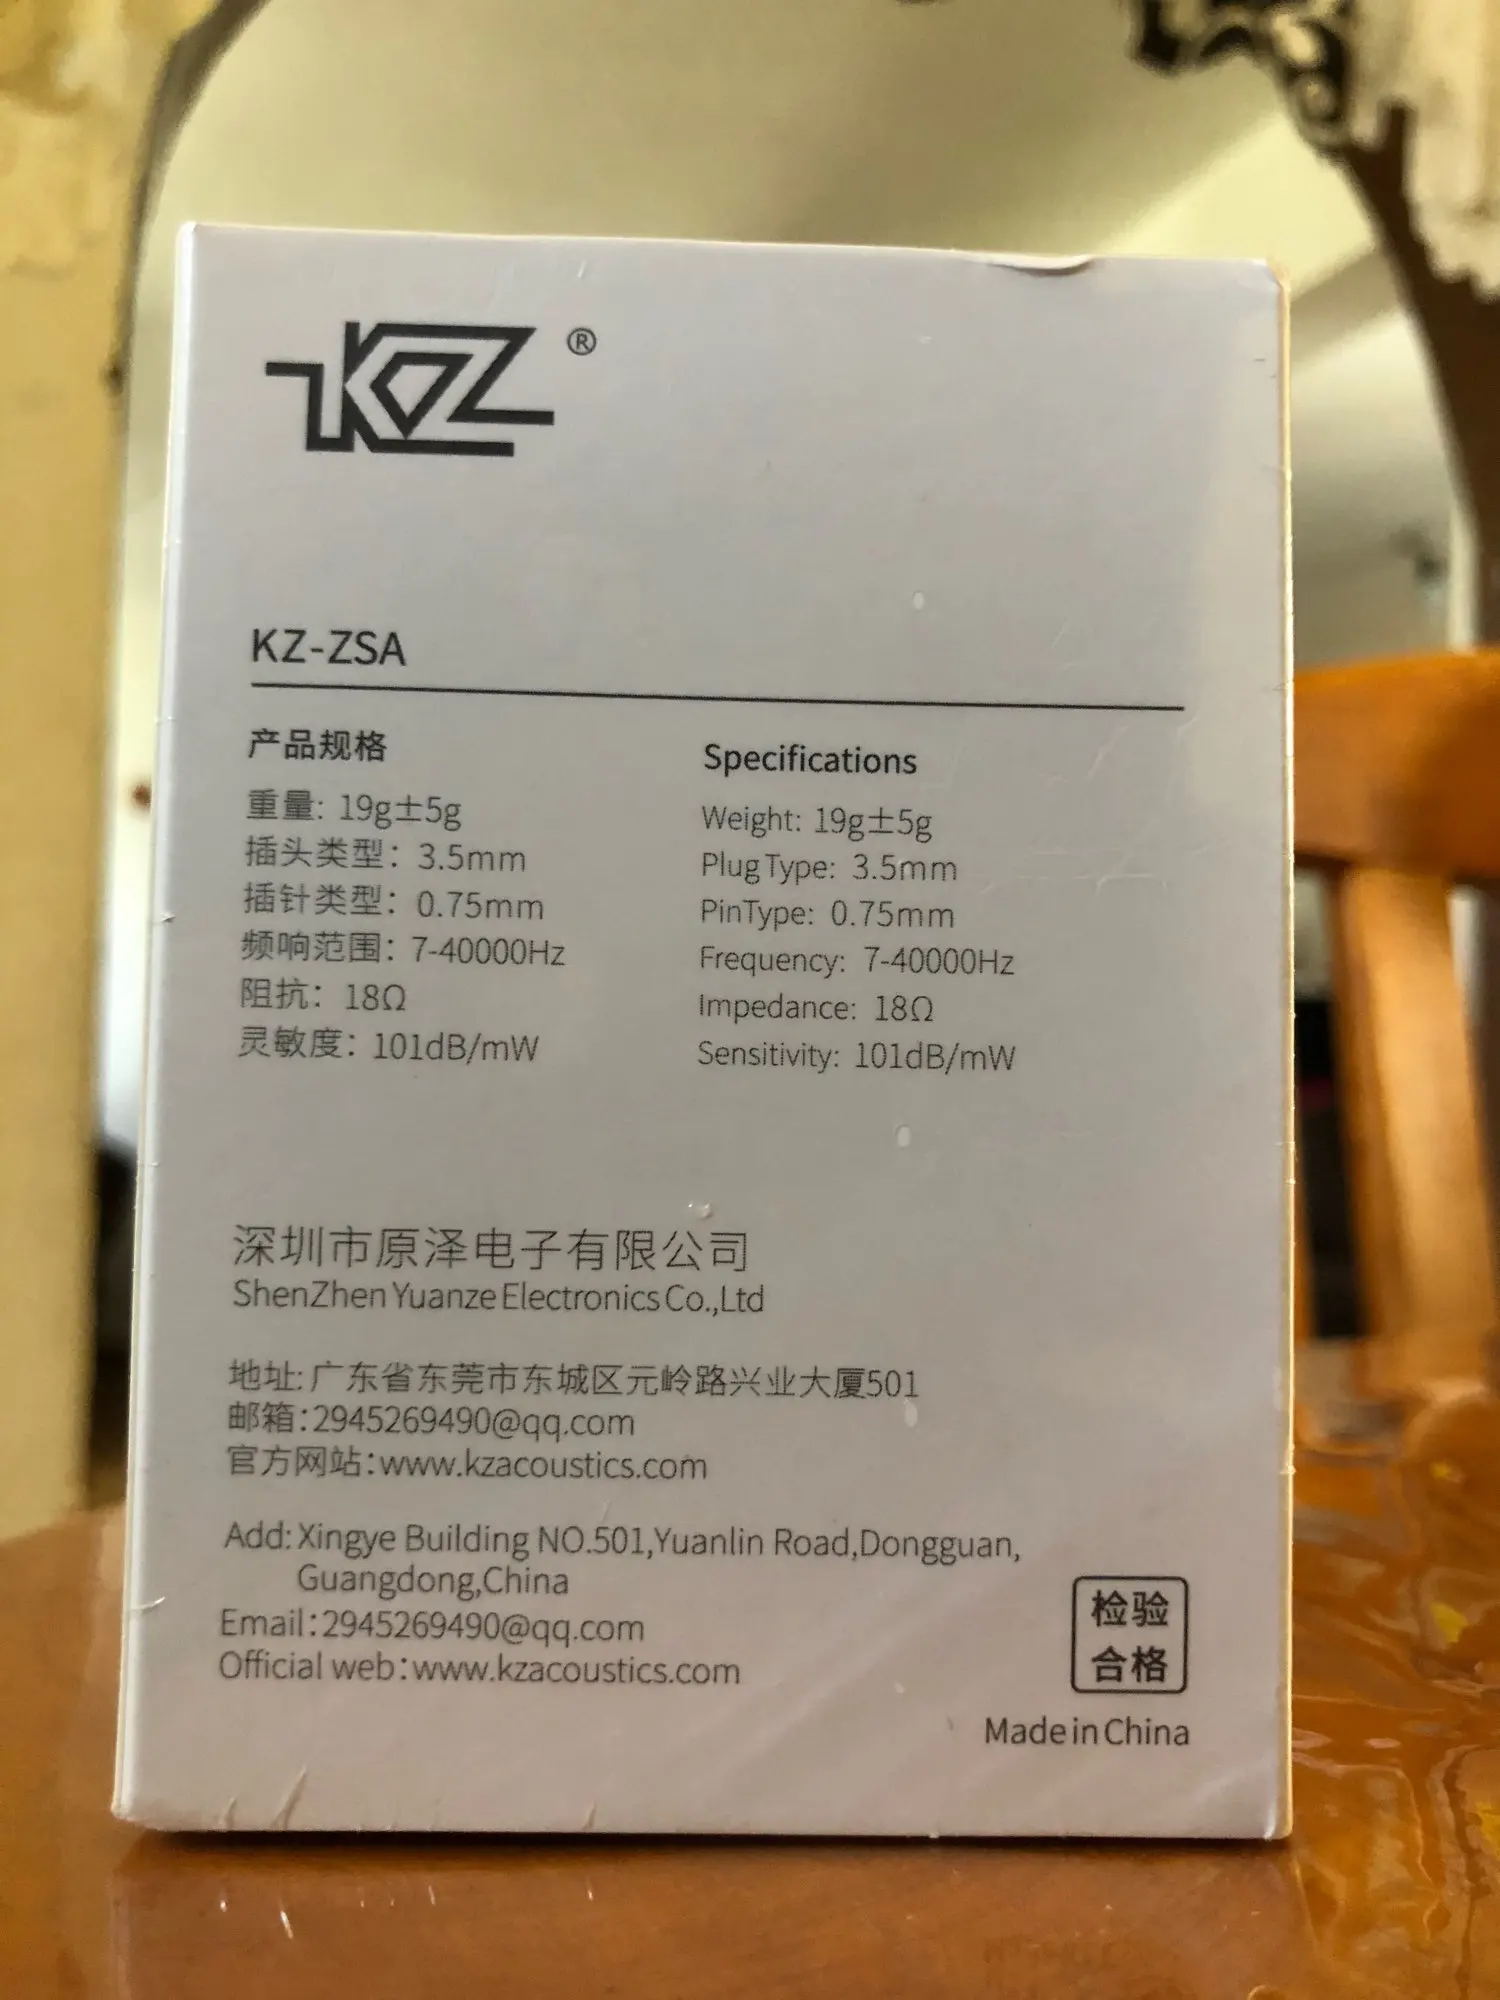 KZ®
KZ-ZSA
产品规格
重量: 19g±5g
插头类型: 3.5mm
插针类型: 0.75mm
频响范围: 7-40000Hz
阻抗: 18Ω
灵敏度: 101dB/mW
Specifications
Weight: 19g±5g
Plug Type: 3.5mm
PinType: 0.75mm
Frequency: 7-40000Hz
Impedance: 18Ω
Sensitivity: 101dB/mW
深圳市原泽电子有限公司
ShenZhen Yuanze Electronics Co.,Ltd
地址: 广东省东莞市东城区元岭路兴业大厦501
邮箱:2945269490@qq.com
官方网站:www.kzacoustics.com
Add: Xingye Building NO.501,Yuanlin Road,Dongguan,
Guangdong,China
Email:2945269490@qq.com
Official web:www.kzacoustics.com
检验
合格
Made in China